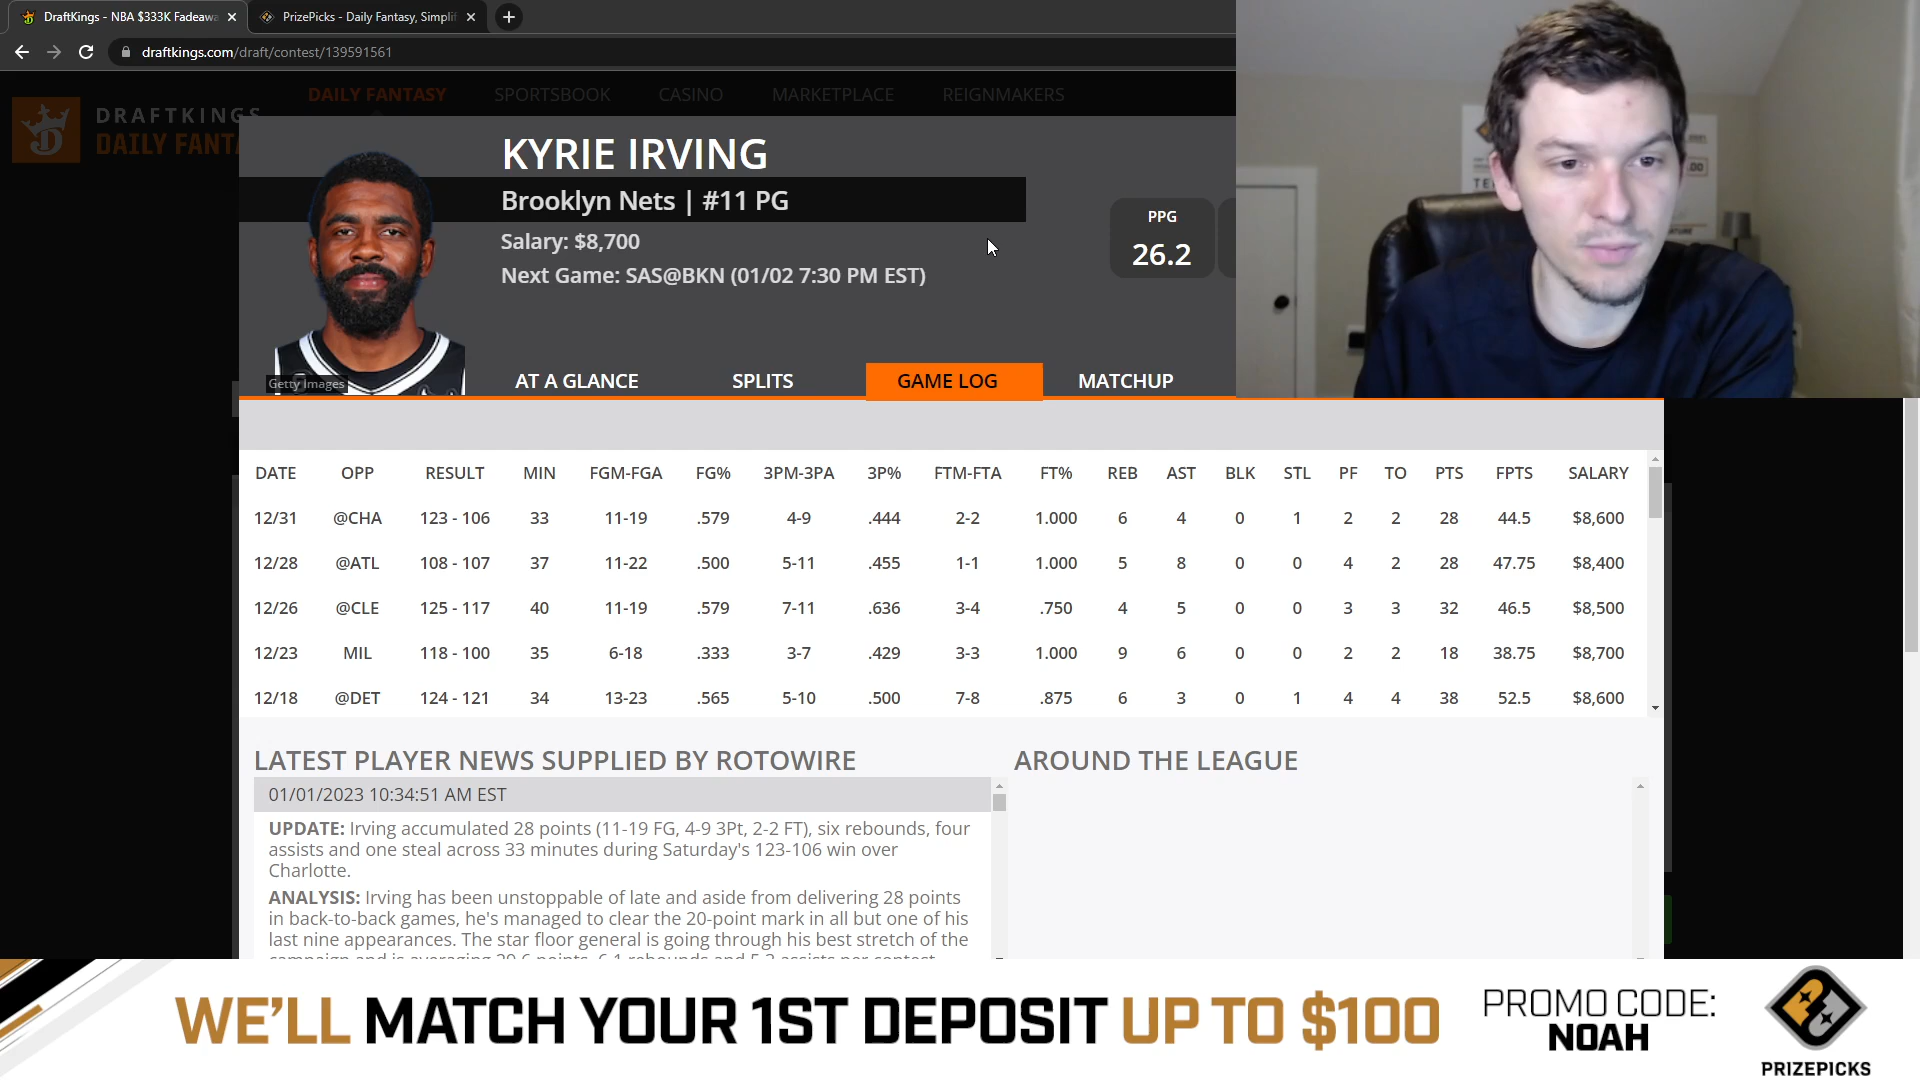 DraftKings - NBA $333K Fadeaw
PrizePicks - Daily Fantasy, Simplif
draftkings.com/draft/contest/139591561
DAILY FANTASY SPORTSBOOK CASINO MARKETPLACE REIGNMAKERS
DRAFTKINGS
DAILY FANTA
KYRIE IRVING
Brooklyn Nets | #11 PG
Salary: $8,700
Next Game: SAS@BKN (01/02 7:30 PM EST)
PPG
26.2
Getty Images
AT A GLANCE SPLITS GAME LOG MATCHUP
DATE OPP RESULT MIN FGM-FGA FG% 3PM-3PA 3P% FTM-FTA FT% REB AST BLK STL PF TO PTS FPTS SALARY
12/31 @CHA 123 - 106 33 11-19 .579 4-9 .444 2-2 1.000 6 4 0 1 2 2 28 44.5 $8,600
12/28 @ATL 108 - 107 37 11-22 .500 5-11 .455 1-1 1.000 5 8 0 0 4 2 28 47.75 $8,400
12/26 @CLE 125 - 117 40 11-19 .579 7-11 .636 3-4 .750 4 5 0 0 3 3 32 46.5 $8,500
12/23 MIL 118 - 100 35 6-18 .333 3-7 .429 3-3 1.000 9 6 0 0 2 2 18 38.75 $8,700
12/18 @DET 124 - 121 34 13-23 .565 5-10 .500 7-8 .875 6 3 0 1 4 4 38 52.5 $8,600
LATEST PLAYER NEWS SUPPLIED BY ROTOWIRE
AROUND THE LEAGUE
01/01/2023 10:34:51 AM EST
UPDATE: Irving accumulated 28 points (11-19 FG, 4-9 3Pt, 2-2 FT), six rebounds, four
assists and one steal across 33 minutes during Saturday's 123-106 win over
Charlotte.
ANALYSIS: Irving has been unstoppable of late and aside from delivering 28 points
in back-to-back games, he's managed to clear the 20-point mark in all but one of his
last nine appearances. The star floor general is going through his best stretch of the
WE'LL MATCH YOUR 1ST DEPOSIT UP TO $100
PROMO CODE:
NOAH
PRIZEPICKS